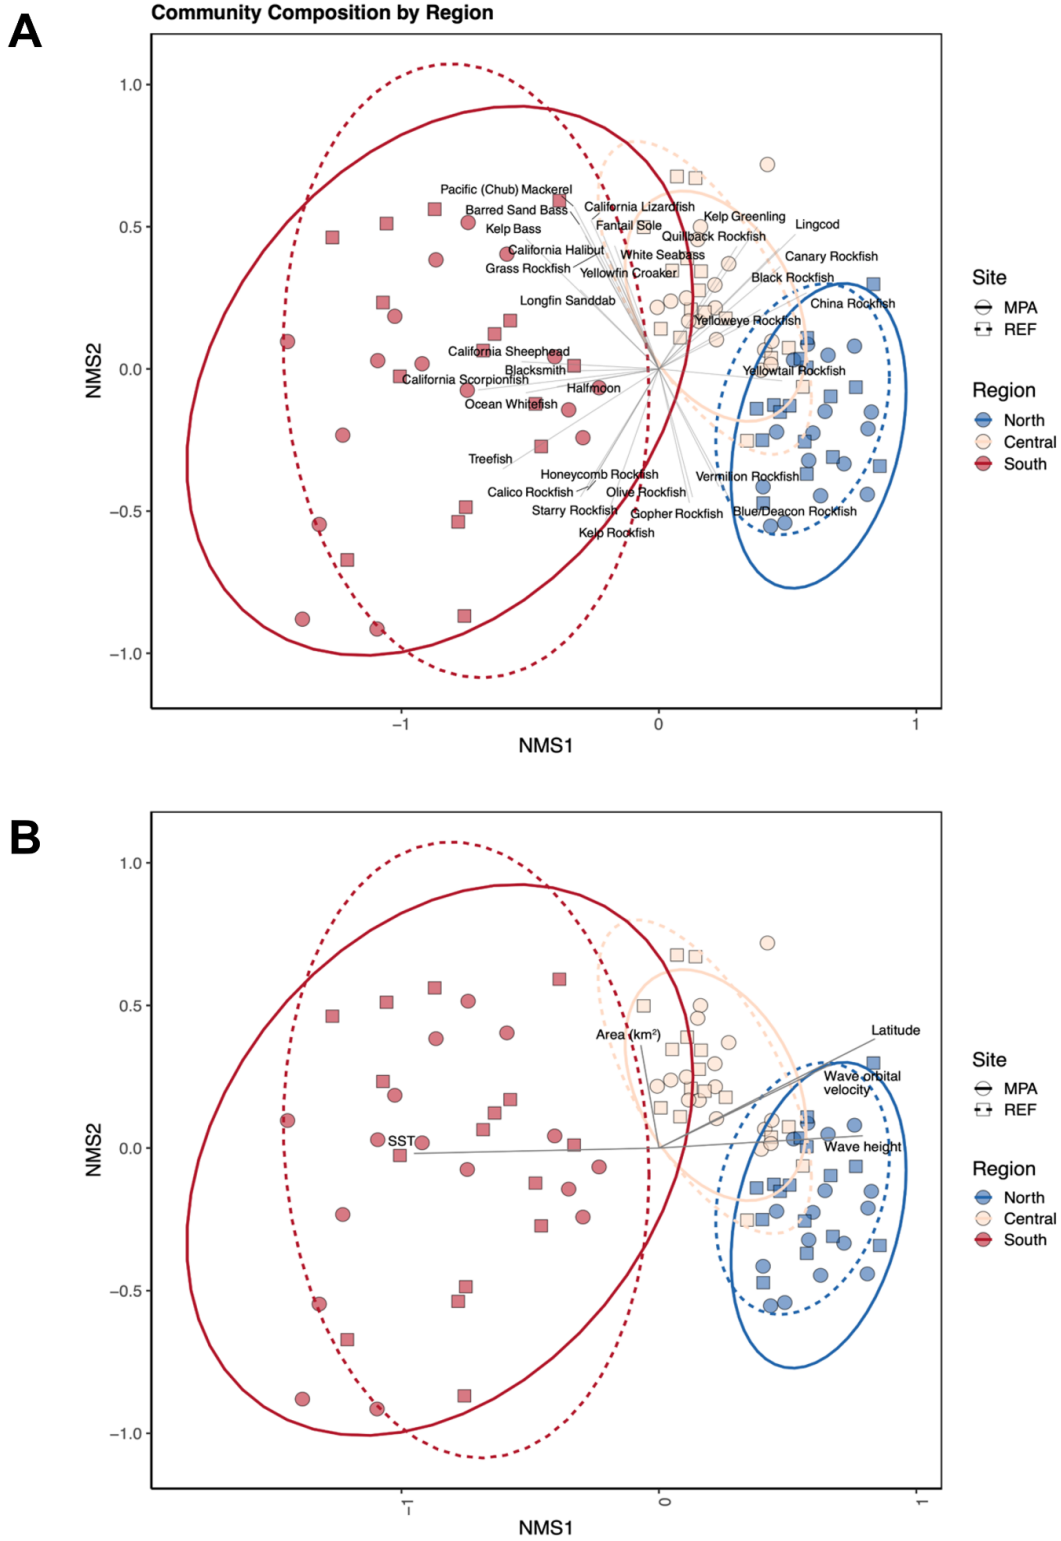 A
Community Composition by Region
1.0
0.5
0.0
−0.5
−1.0
NMS2
Pacific (Chub) Mackerel
California Lizardfish
Barred Sand Bass
Kelp Greenling
Fantail Sole
Lingcod
Kelp Bass
Quillback Rockfish
California Halibut
White Seabass
Canary Rockfish
Grass Rockfish
Yellowfin Croaker
Black Rockfish
Longfin Sanddab
China Rockfish
Yelloweye Rockfish
California Sheephead
Blacksmith
Yellowtail Rockfish
California Scorpionfish
Halfmoon
Ocean Whitefish
Treefish
Honeycomb Rockfish
Vermilion Rockfish
Calico Rockfish
Olive Rockfish
Starry Rockfish
Gopher Rockfish
Blue/Deacon Rockfish
Kelp Rockfish
−1
0
1
NMS1
Site
MPA
REF
Region
North
Central
South
B
1.0
0.5
0.0
−0.5
−1.0
NMS2
Area (km²)
Latitude
Wave orbital
velocity
SST
Wave height
−1
0
1
NMS1
Site
MPA
REF
Region
North
Central
South